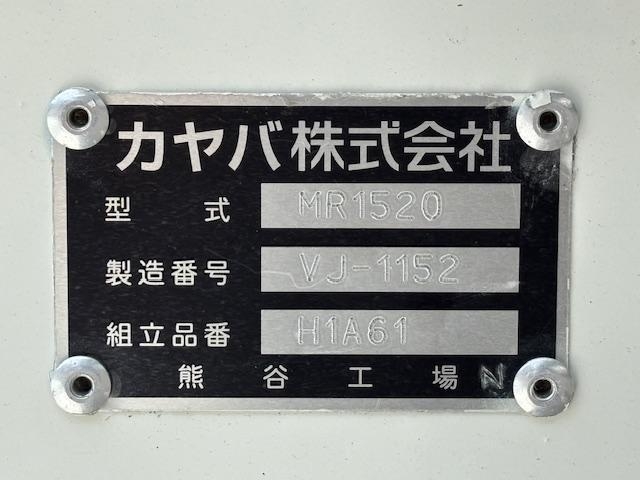 カヤバ株式会社
型式 MR1520
製造番号 VJ-1152
組立品番 H1A61
熊谷工場 N